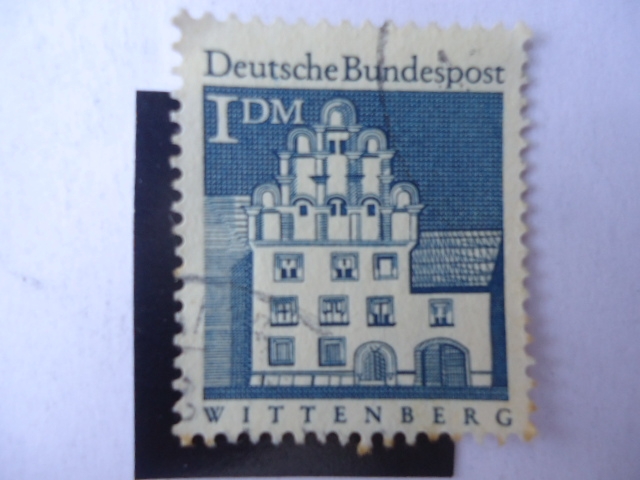 Deutsche Bundespost
1 DM
WITTENBERG